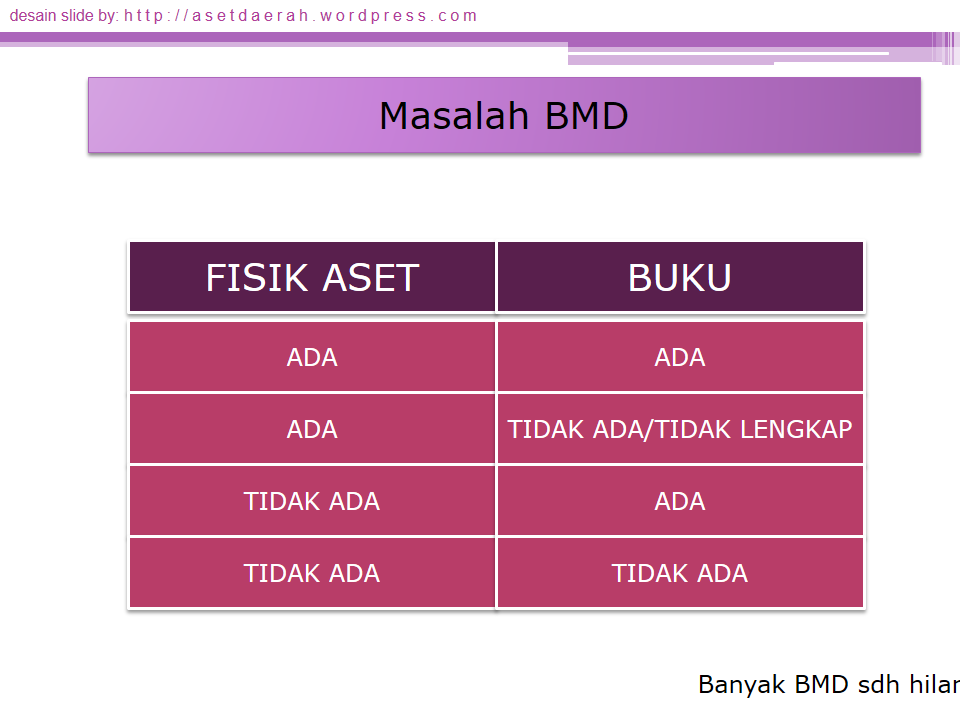 desain slide by: http://asetdaerah.wordpress.com
Masalah BMD
FISIK ASET BUKU
ADA ADA
ADA TIDAK ADA/TIDAK LENGKAP
TIDAK ADA ADA
TIDAK ADA TIDAK ADA
Banyak BMD sdh